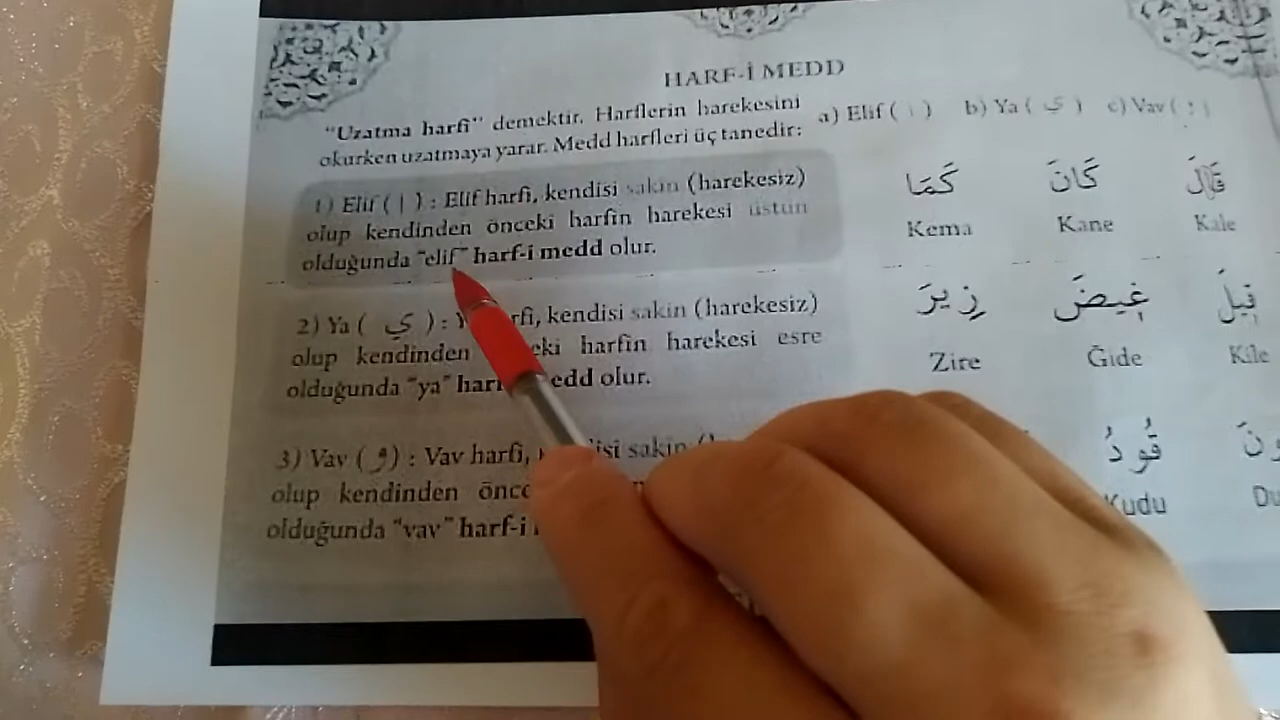 HARF-İ MEDD
"Uzatma harfi" demektir. Harflerin harekesini
okurken uzatmaya yarar. Medd harfleri üç tanedir:
a) Elif ( ا ) b) Ya ( ي ) c) Vav ( و )
1) Elif ( ا ) : Elif harfi, kendisi sakin (harekesiz)
olup kendinden önceki harfin harekesi üstün
olduğunda "elif" harf-i medd olur.
كَمَا كَانَ قَالَ
Kema Kane Kale
2) Ya ( ي ) : kendisi sakin (harekesiz)
olup kendinden harfin harekesi esre
olduğunda "ya" olur.
زِيرَ غِيضَ قِيلَ
Zire Ğide Kile
3) Vav ( و ) : Vav harfi, sakin
olup kendinden
olduğunda "vav" harf-i
قُودُ
Kudu